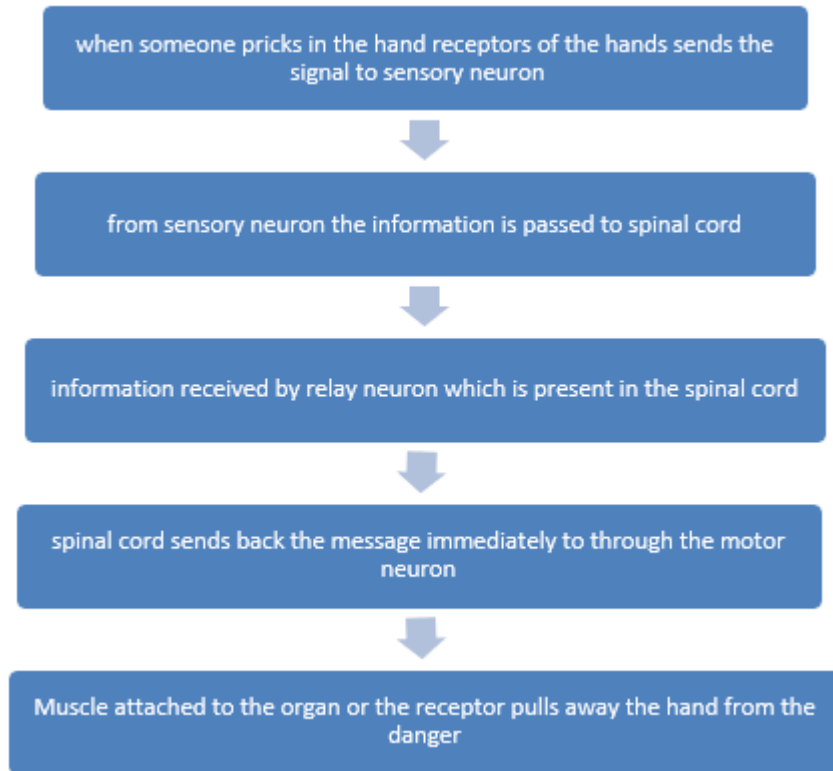 when someone pricks in the hand receptors of the hands sends the
signal to sensory neuron
from sensory neuron the information is passed to spinal cord
information received by relay neuron which is present in the spinal cord
spinal cord sends back the message immediately to through the motor
neuron
Muscle attached to the organ or the receptor pulls away the hand from the
danger